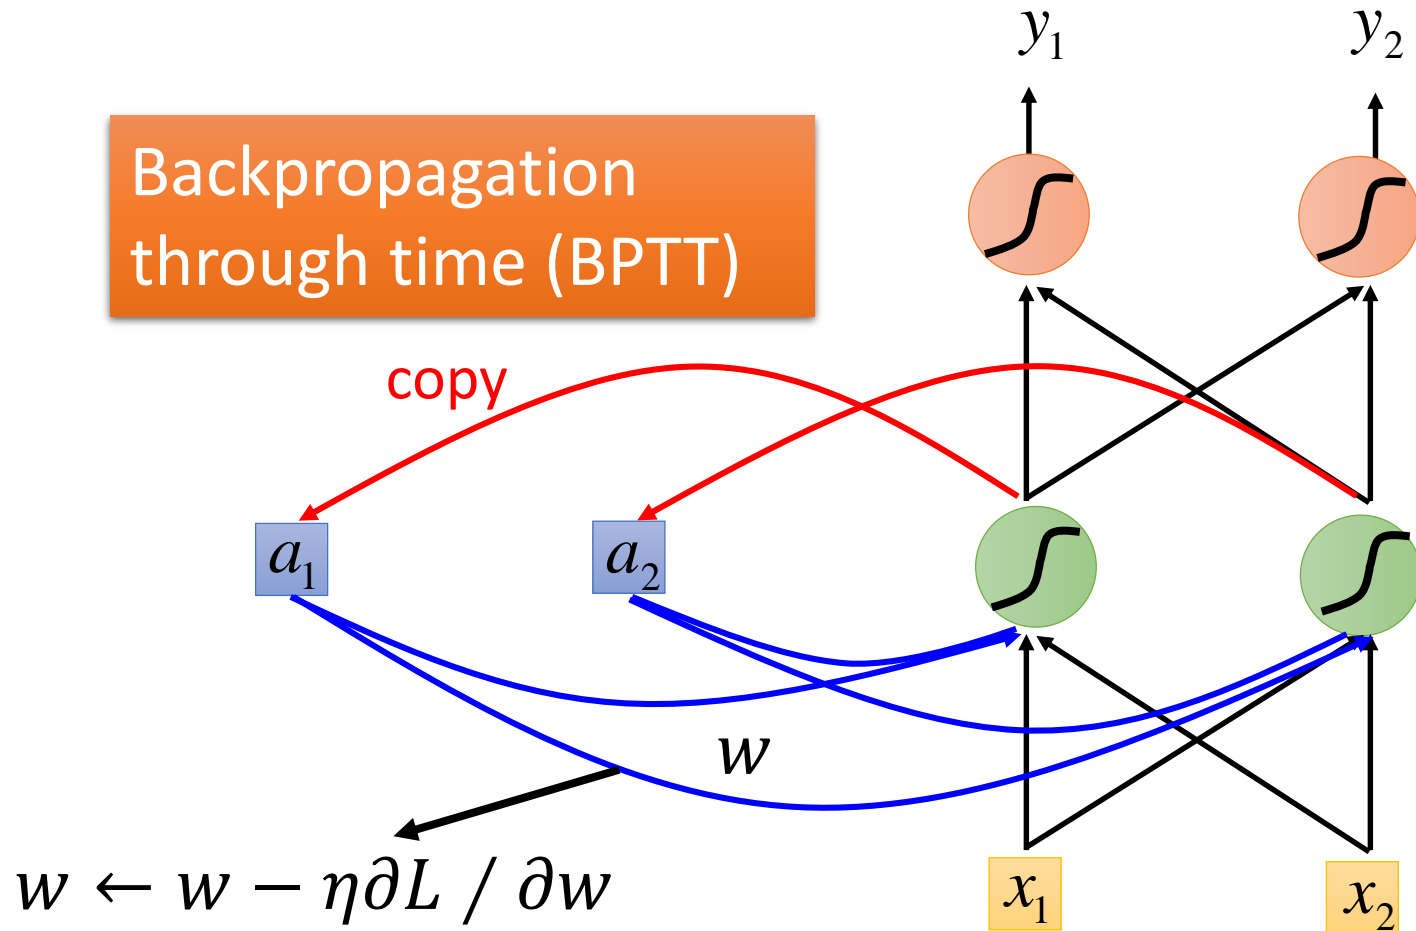 y₁ y₂
Backpropagation
through time (BPTT)
copy
a₁ a₂
w
w ← w − η∂L / ∂w
x₁ x₂